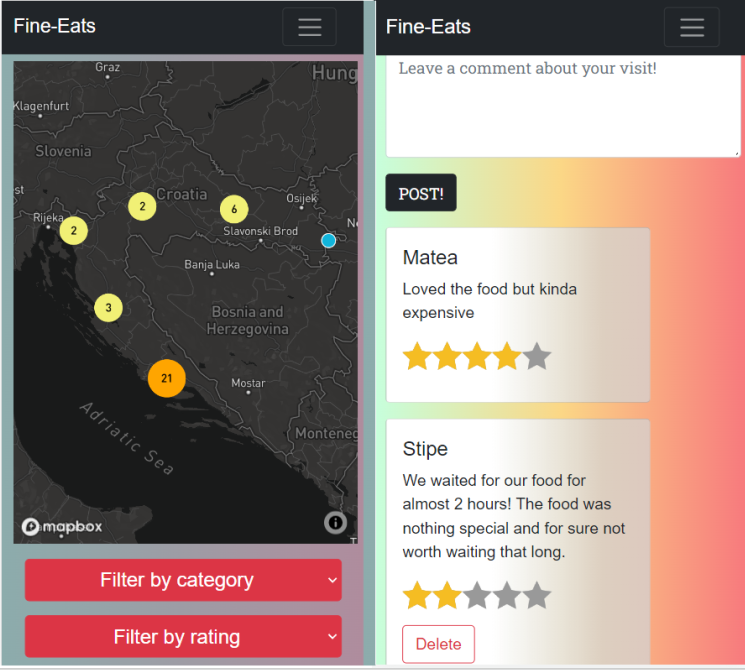 Fine-Eats
Graz
Hung
Klagenfurt
Slovenia
Croatia
2
6
Osijek
st
Rijeka
2
Slavonski Brod
Ne
Banja Luka
3
Bosnia and
Herzegovina
21
Mostar
Adriatic Sea
Monteneg
mapbox
Filter by category
Filter by rating
Fine-Eats
Leave a comment about your visit!
POST!
Matea
Loved the food but kinda
expensive
Stipe
We waited for our food for
almost 2 hours! The food was
nothing special and for sure not
worth waiting that long.
Delete